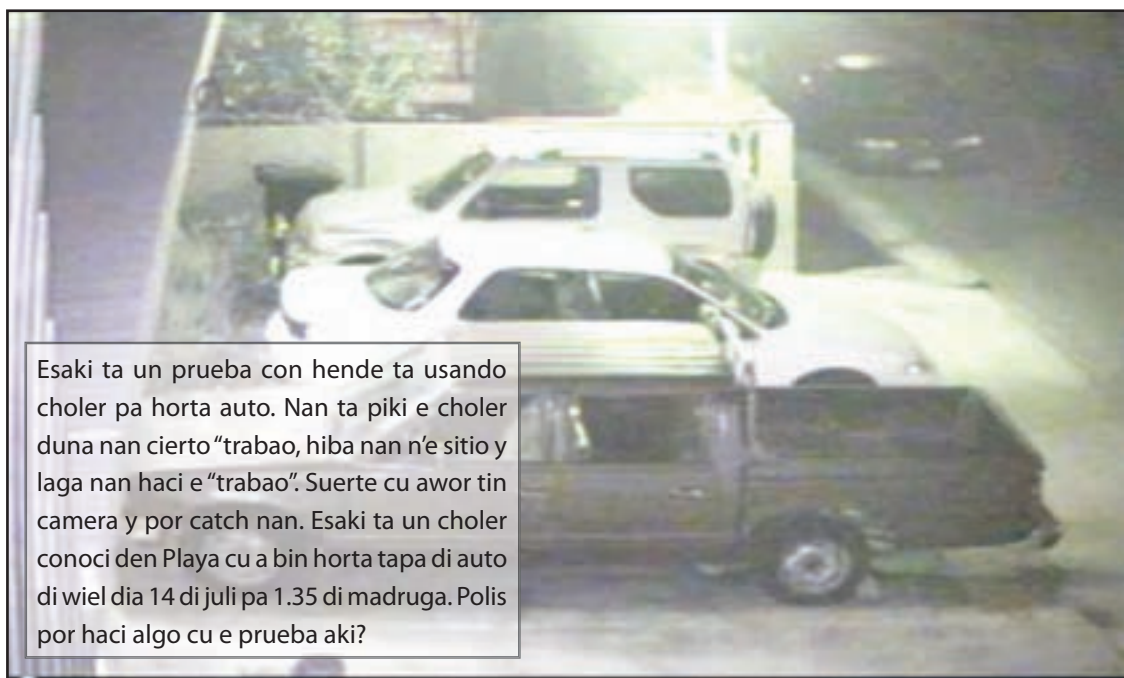 Esaki ta un prueba con hende ta usando
choler pa horta auto. Nan ta piki e choler
duna nan cierto “trabao, hiba nan n’e sitio y
laga nan haci e “trabao”. Suerte cu awor tin
camera y por catch nan. Esaki ta un choler
conoci den Playa cu a bin horta tapa di auto
di wiel dia 14 di juli pa 1.35 di madruga. Polis
por haci algo cu e prueba aki?